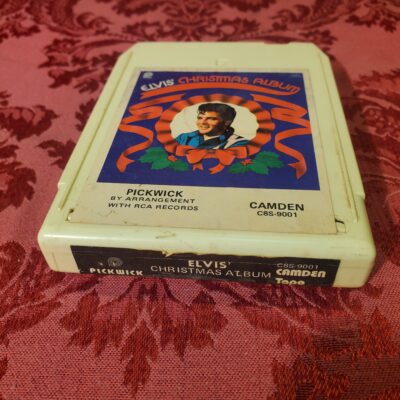 ELVIS' CHRISTMAS ALBUM
PICKWICK
BY ARRANGEMENT
WITH RCA RECORDS
CAMDEN
C8S-9001
PICKWICK
ELVIS'
CHRISTMAS ALBUM
C8S-9001
CAMDEN
Tape